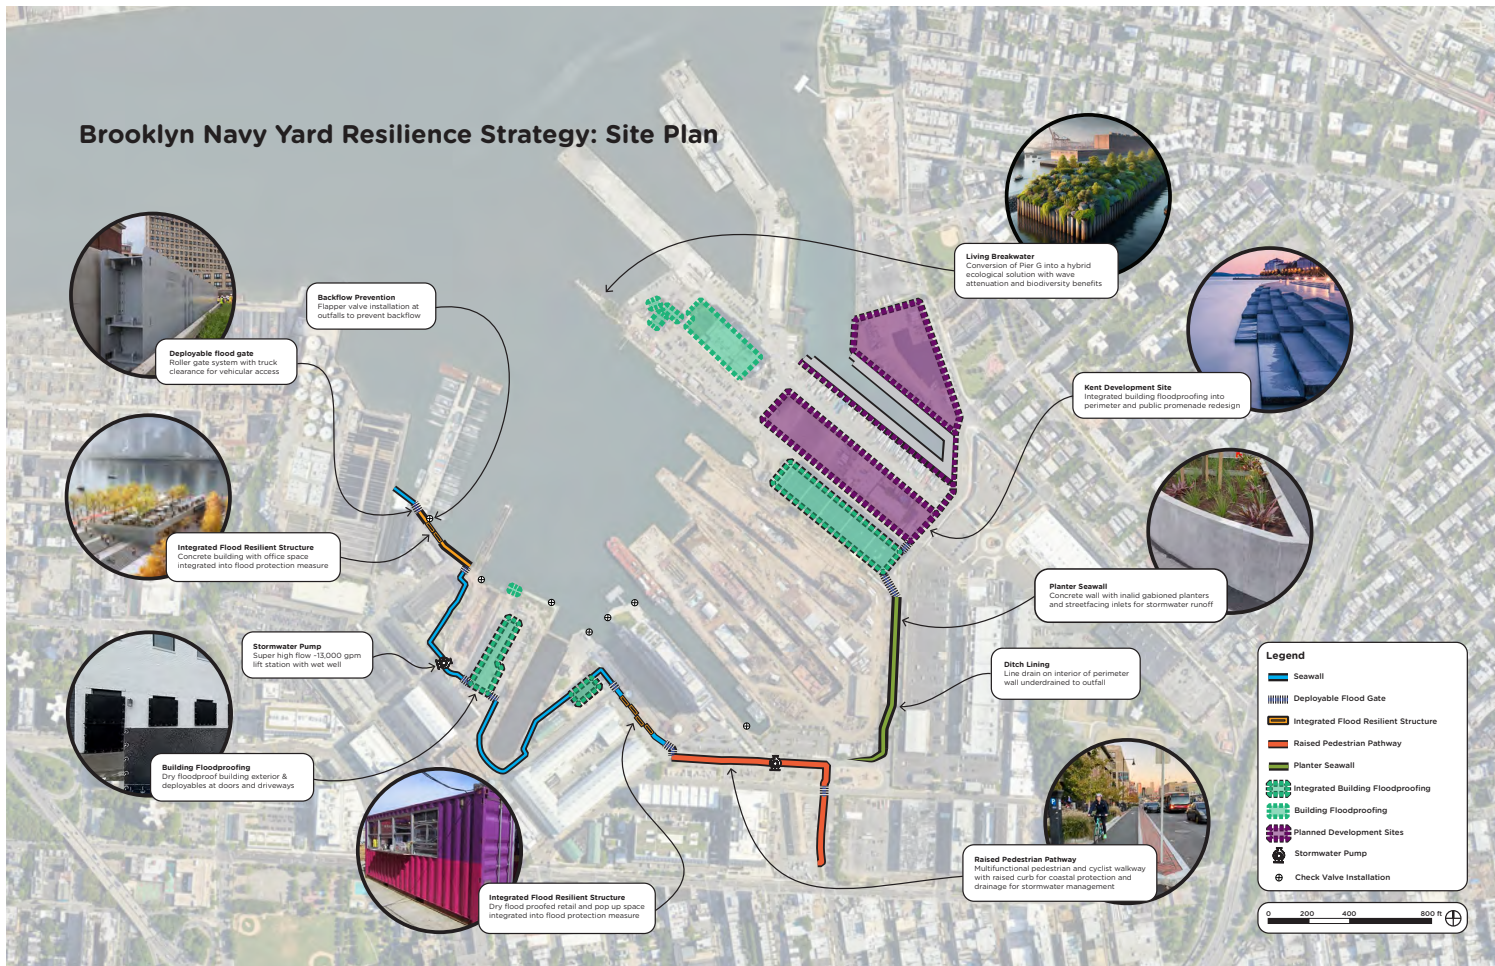 Brooklyn Navy Yard Resilience Strategy: Site Plan
Living Breakwater
Conversion of Pier G into a hybrid
ecological solution with wave
attenuation and biodiversity benefits
Backflow Prevention
Flapper valve installation at
outfalls to prevent backflow
Deployable flood gate
Roller gate system with truck
clearance for vehicular access
Kent Development Site
Integrated building floodproofing into
perimeter and public promenade redesign
Integrated Flood Resilient Structure
Concrete building with office space
integrated into flood protection measure
Planter Seawall
Concrete wall with inalid gabioned planters
and streetfacing inlets for stormwater runoff
Stormwater Pump
Super high flow ~13,000 gpm
lift station with wet well
Ditch Lining
Line drain on interior of perimeter
wall underdrained to outfall
Building Floodproofing
Dry floodproof building exterior &
deployables at doors and driveways
Raised Pedestrian Pathway
Multifunctional pedestrian and cyclist walkway
with raised curb for coastal protection and
drainage for stormwater management
Integrated Flood Resilient Structure
Dry flood proofed retail and pop up space
integrated into flood protection measure
Legend
Seawall
Deployable Flood Gate
Integrated Flood Resilient Structure
Raised Pedestrian Pathway
Planter Seawall
Integrated Building Floodproofing
Building Floodproofing
Planned Development Sites
Stormwater Pump
Check Valve Installation
0 200 400 800 ft